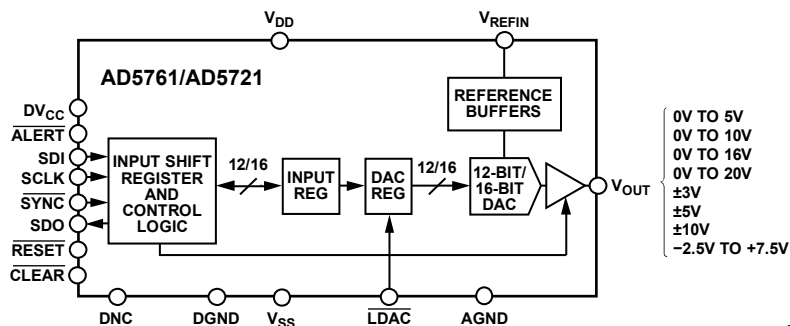 VDD
VREFIN
AD5761/AD5721
REFERENCE
BUFFERS
DVCC
ALERT
SDI
SCLK
SYNC
SDO
RESET
CLEAR
INPUT SHIFT
REGISTER
AND
CONTROL
LOGIC
12/16
INPUT
REG
DAC
REG
12/16
12-BIT/
16-BIT
DAC
VOUT
0V TO 5V
0V TO 10V
0V TO 16V
0V TO 20V
±3V
±5V
±10V
−2.5V TO +7.5V
DNC
DGND
VSS
LDAC
AGND